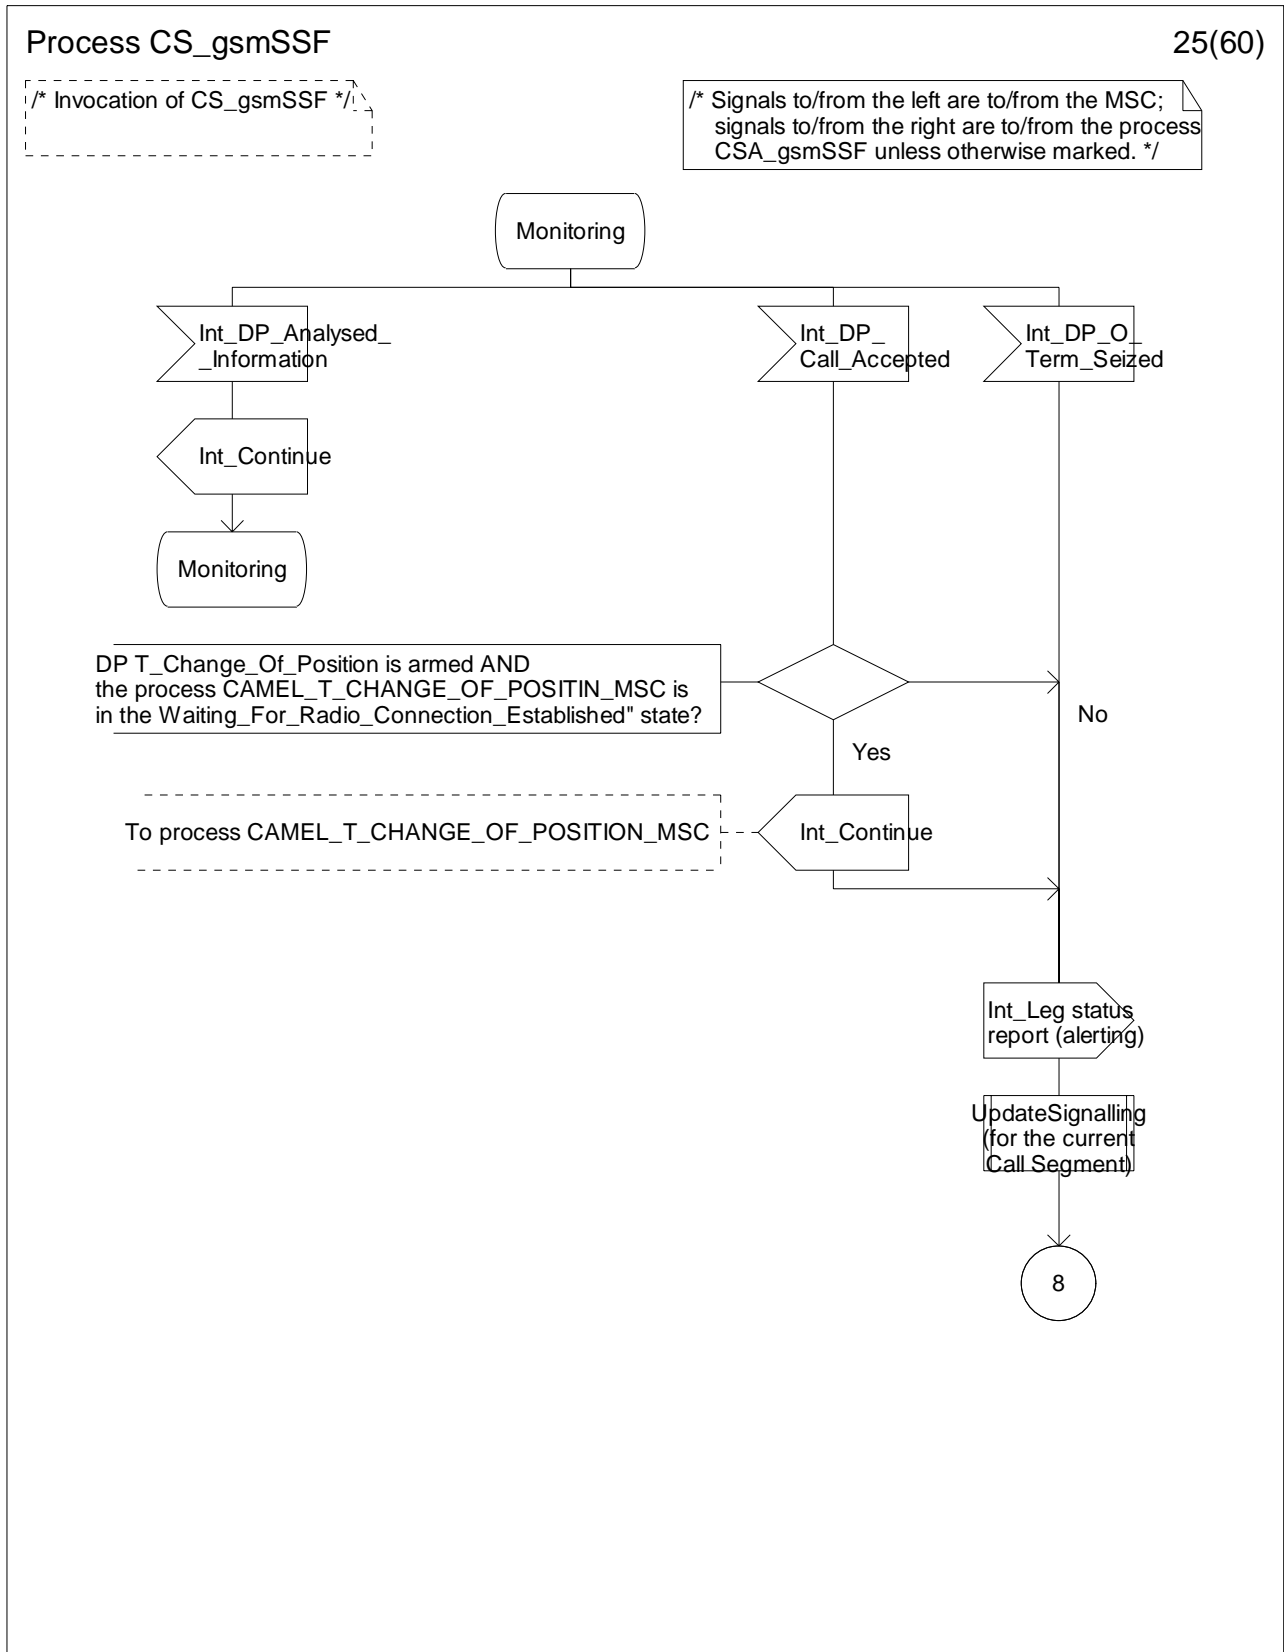 Process CS_gsmSSF
25(60)
/* Invocation of CS_gsmSSF */
/* Signals to/from the left are to/from the MSC;
signals to/from the right are to/from the process
CSA_gsmSSF unless otherwise marked. */
Monitoring
Int_DP_Analysed_
_Information
Int_DP_
Call_Accepted
Int_DP_O_
Term_Seized
Int_Continue
Monitoring
DP T_Change_Of_Position is armed AND
the process CAMEL_T_CHANGE_OF_POSITIN_MSC is
in the Waiting_For_Radio_Connection_Established" state?
No
Yes
To process CAMEL_T_CHANGE_OF_POSITION_MSC
Int_Continue
Int_Leg status
report (alerting)
UpdateSignalling
(for the current
Call Segment)
8